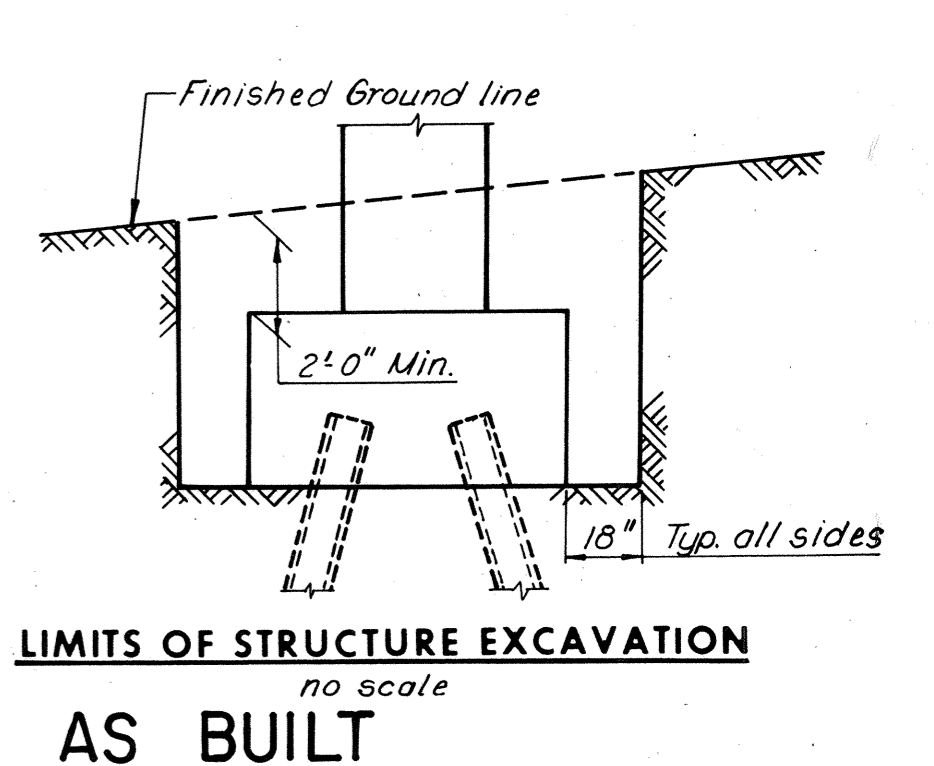 Finished Ground line
2'-0" Min.
18" Typ. all sides
LIMITS OF STRUCTURE EXCAVATION
no scale
AS BUILT